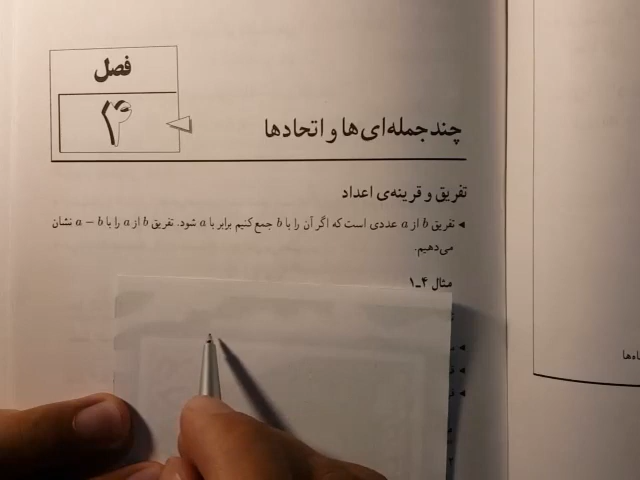 فصل
۴
چندجمله‌ای‌ها و اتحادها
تفریق و قرینه‌ی اعداد
◂ تفریق b از a عددی است که اگر آن را با b جمع کنیم برابر با a شود. تفریق b از a را با a − b نشان
می‌دهیم.
مثال ۴ـ۱